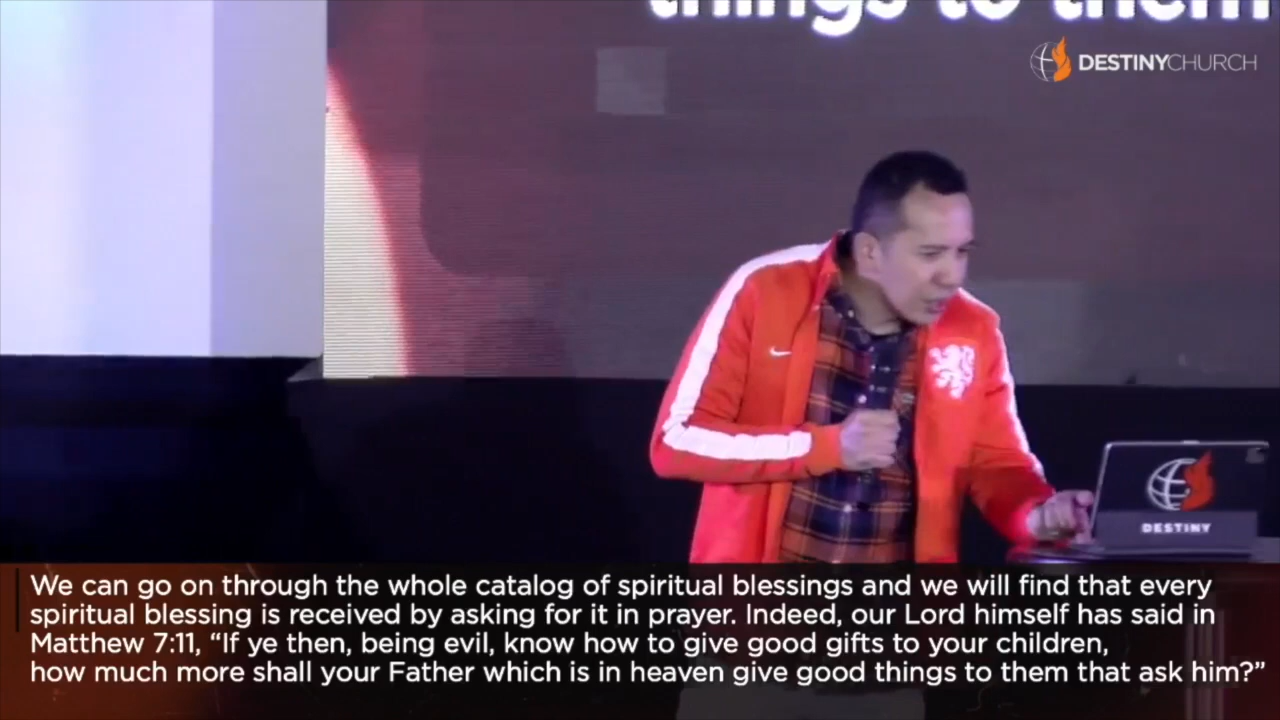 things to them
DESTINYCHURCH
DESTINY
We can go on through the whole catalog of spiritual blessings and we will find that every
spiritual blessing is received by asking for it in prayer. Indeed, our Lord himself has said in
Matthew 7:11, “If ye then, being evil, know how to give good gifts to your children,
how much more shall your Father which is in heaven give good things to them that ask him?”